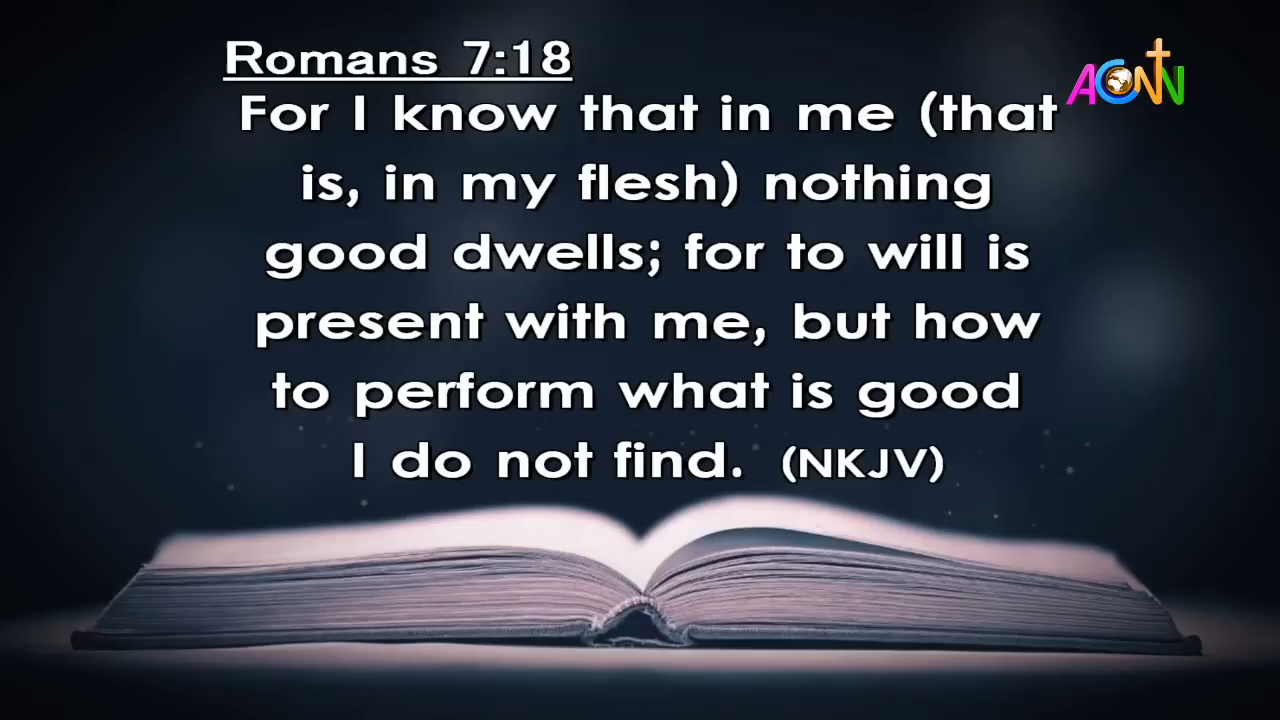 Romans 7:18
ACNN
For I know that in me (that
is, in my flesh) nothing
good dwells; for to will is
present with me, but how
to perform what is good
I do not find. (NKJV)